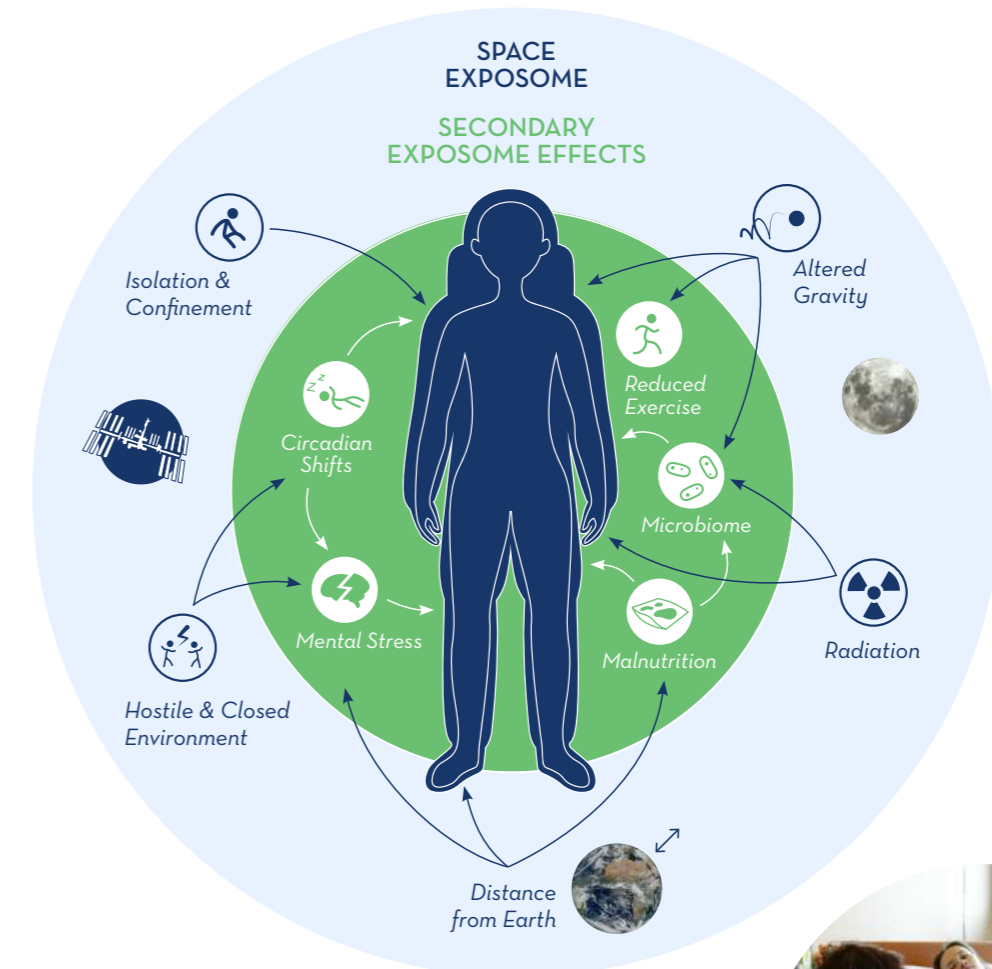 SPACE
EXPOSOME
SECONDARY
EXPOSOME EFFECTS
Isolation &
Confinement
Altered
Gravity
Reduced
Exercise
z z z
Circadian
Shifts
Microbiome
Mental Stress
Malnutrition
Radiation
Hostile & Closed
Environment
Distance
from Earth